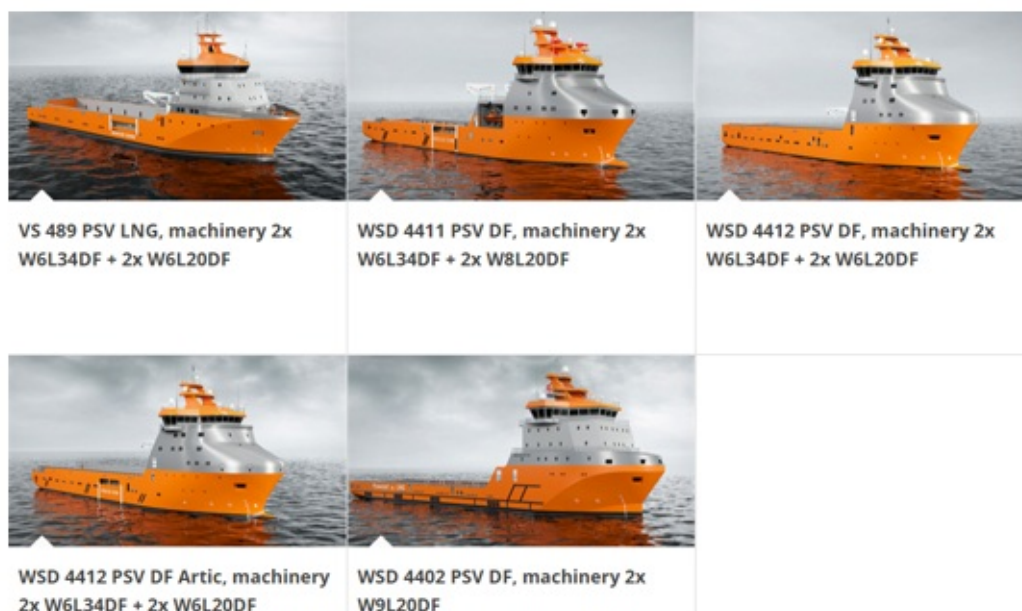 VS 489 PSV LNG, machinery 2x
W6L34DF + 2x W6L20DF
WSD 4411 PSV DF, machinery 2x
W6L34DF + 2x W8L20DF
WSD 4412 PSV DF, machinery 2x
W6L34DF + 2x W6L20DF
WSD 4412 PSV DF Artic, machinery
2x W6L34DF + 2x W6L20DF
WSD 4402 PSV DF, machinery 2x
W9L20DF